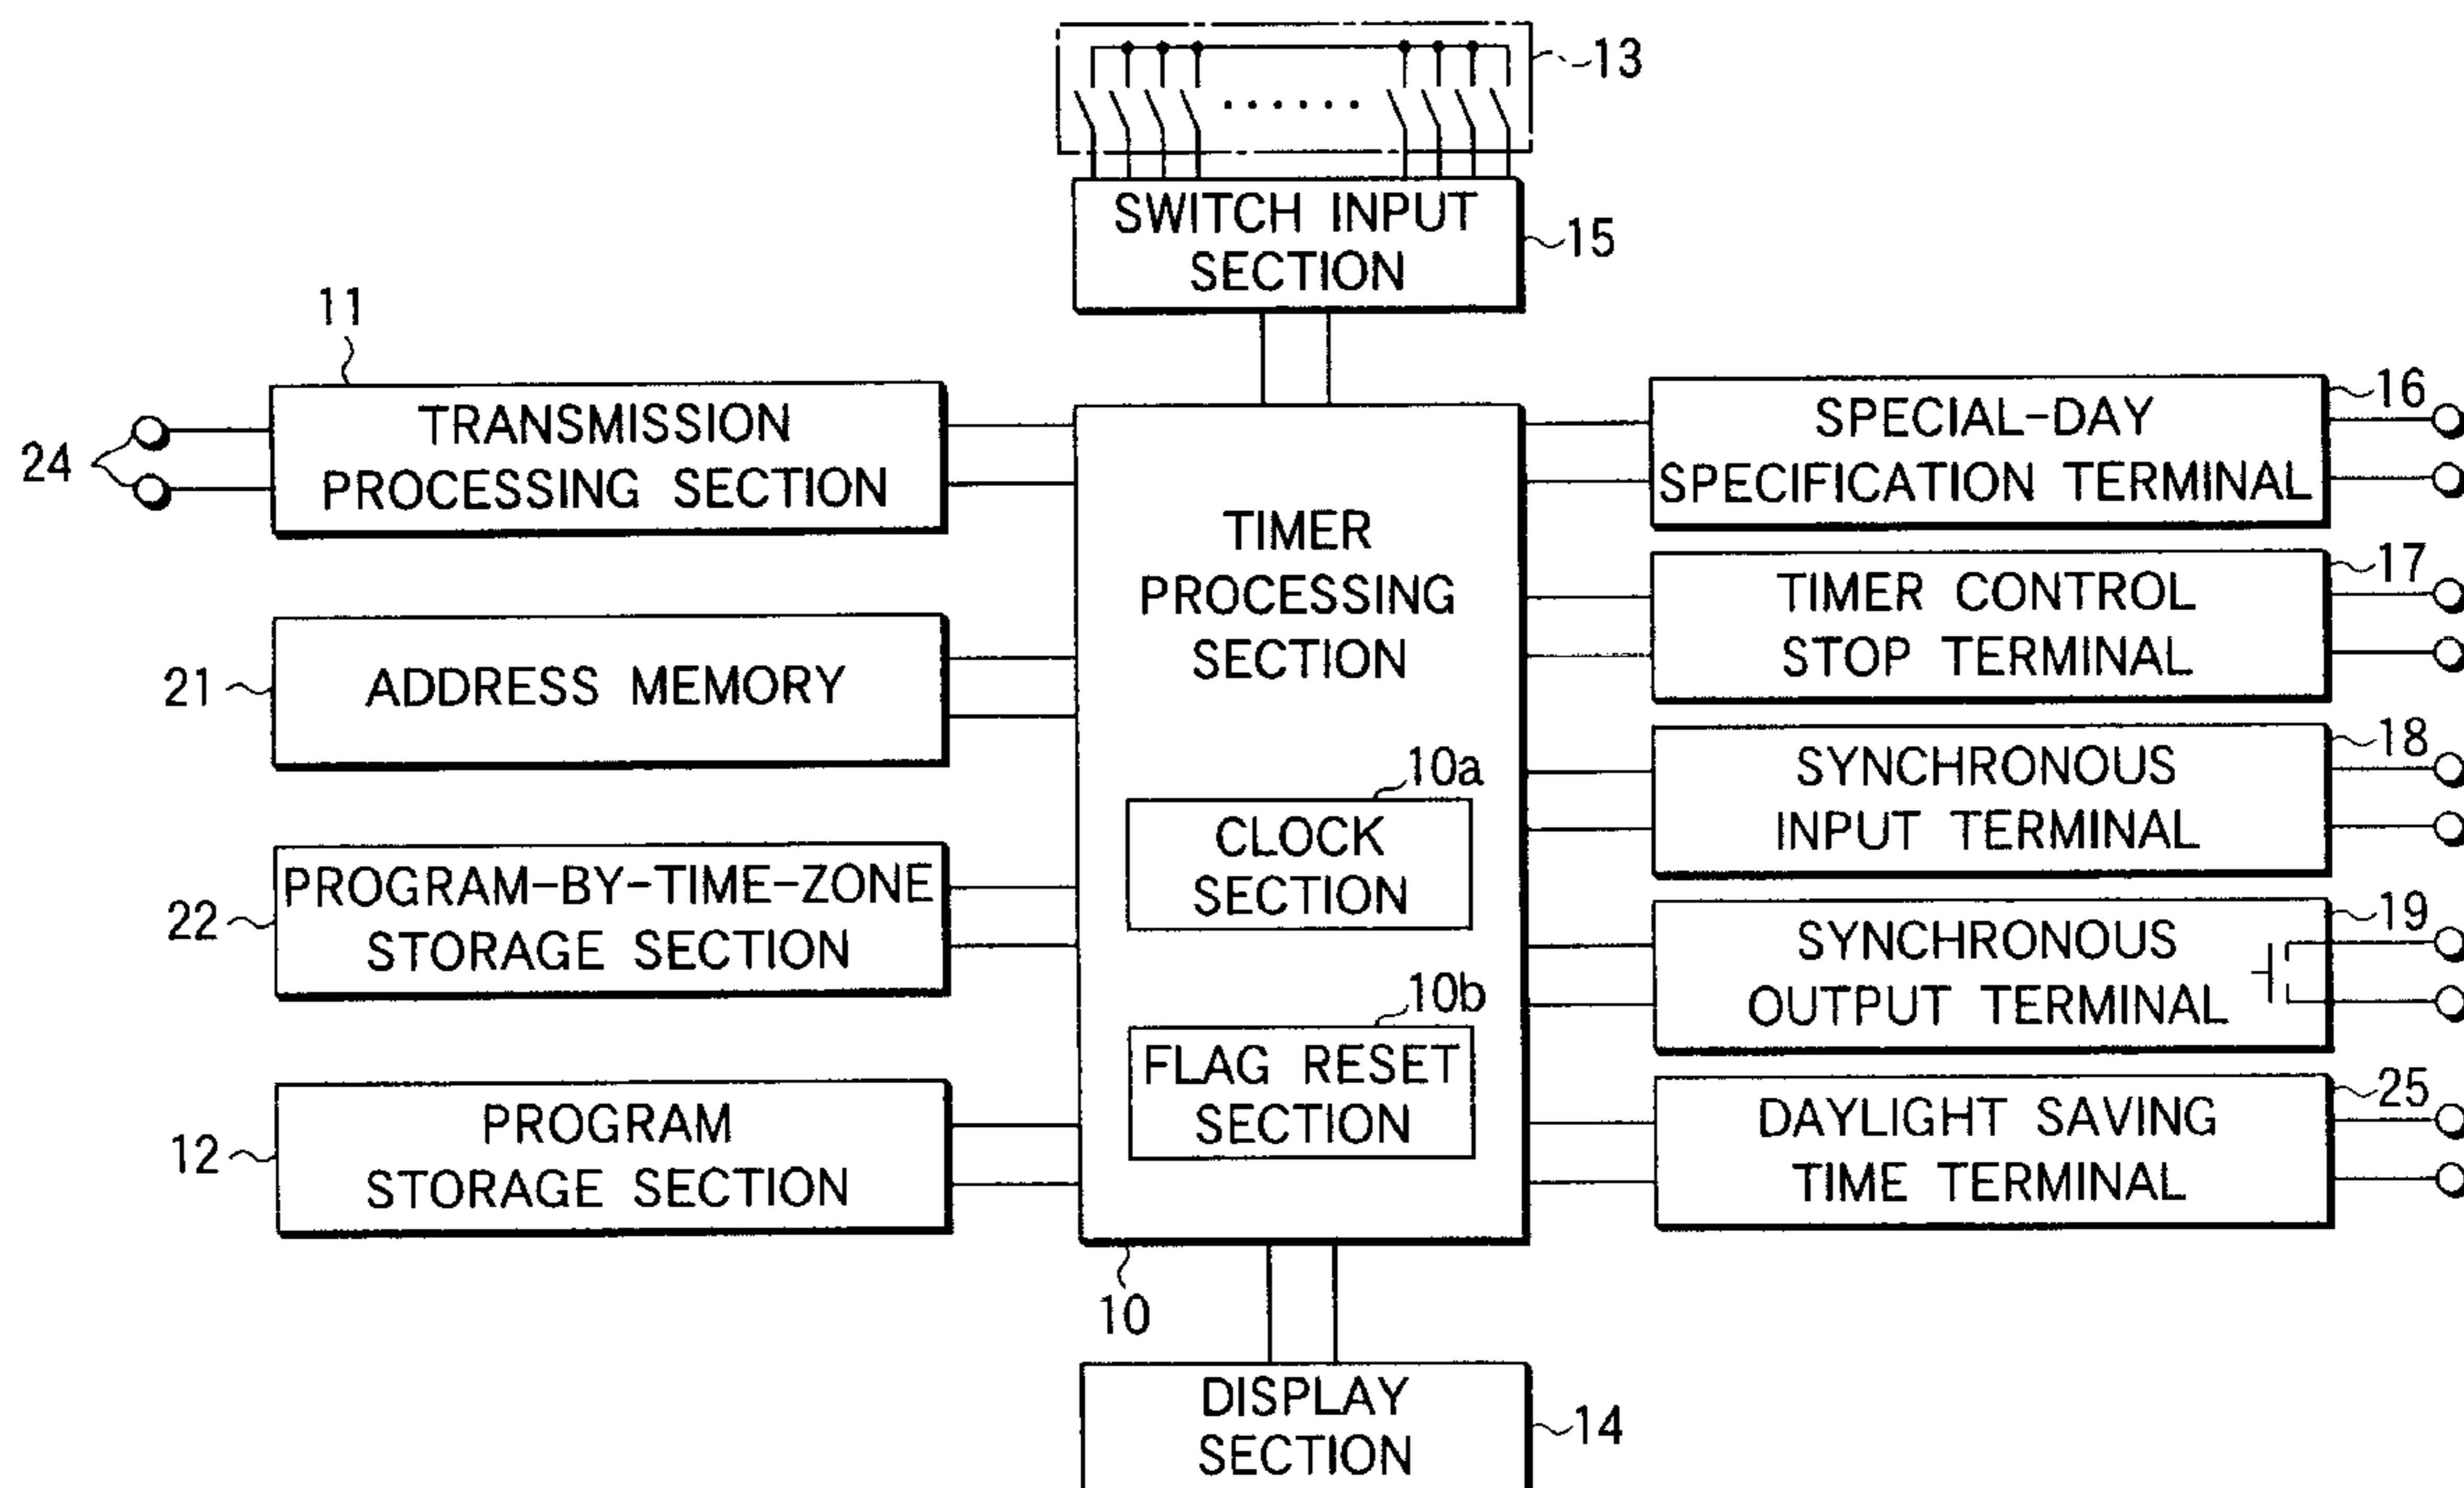 13
SWITCH INPUT
SECTION
15
11
TRANSMISSION
PROCESSING SECTION
24
21
ADDRESS MEMORY
22
PROGRAM-BY-TIME-ZONE
STORAGE SECTION
12
PROGRAM
STORAGE SECTION
TIMER
PROCESSING
SECTION
10a
CLOCK
SECTION
10b
FLAG RESET
SECTION
10
16
SPECIAL-DAY
SPECIFICATION TERMINAL
17
TIMER CONTROL
STOP TERMINAL
18
SYNCHRONOUS
INPUT TERMINAL
19
SYNCHRONOUS
OUTPUT TERMINAL
25
DAYLIGHT SAVING
TIME TERMINAL
DISPLAY
SECTION
14